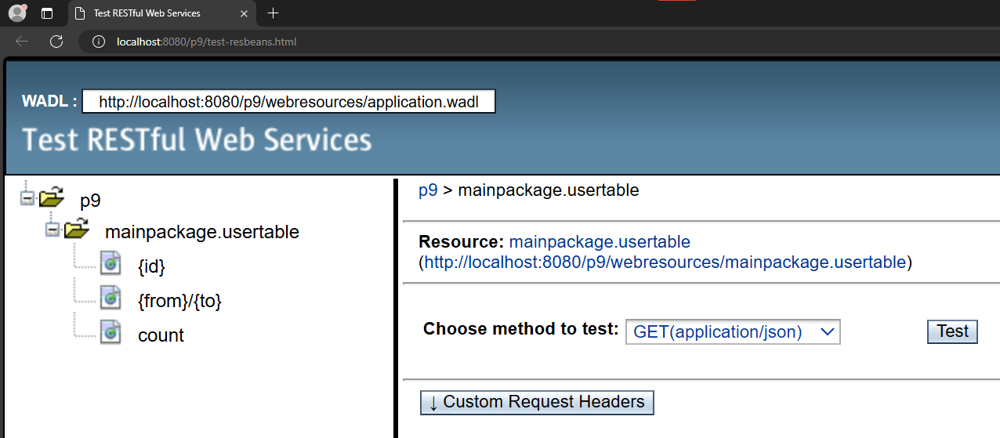 Test RESTful Web Services
localhost:8080/p9/test-resbeans.html
WADL : http://localhost:8080/p9/webresources/application.wadl
Test RESTful Web Services
p9
mainpackage.usertable
{id}
{from}/{to}
count
p9 > mainpackage.usertable
Resource: mainpackage.usertable
(http://localhost:8080/p9/webresources/mainpackage.usertable)
Choose method to test: GET(application/json) Test
↓ Custom Request Headers